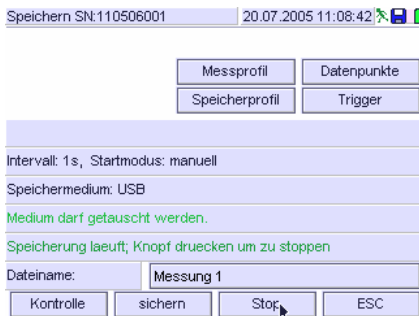 Speichern SN:110506001 20.07.2005 11:08:42
Messprofil Datenpunkte
Speicherprofil Trigger
Intervall: 1s, Startmodus: manuell
Speichermedium: USB
Medium darf getauscht werden.
Speicherung laeuft; Knopf druecken um zu stoppen
Dateiname: Messung 1
Kontrolle sichern Stop ESC